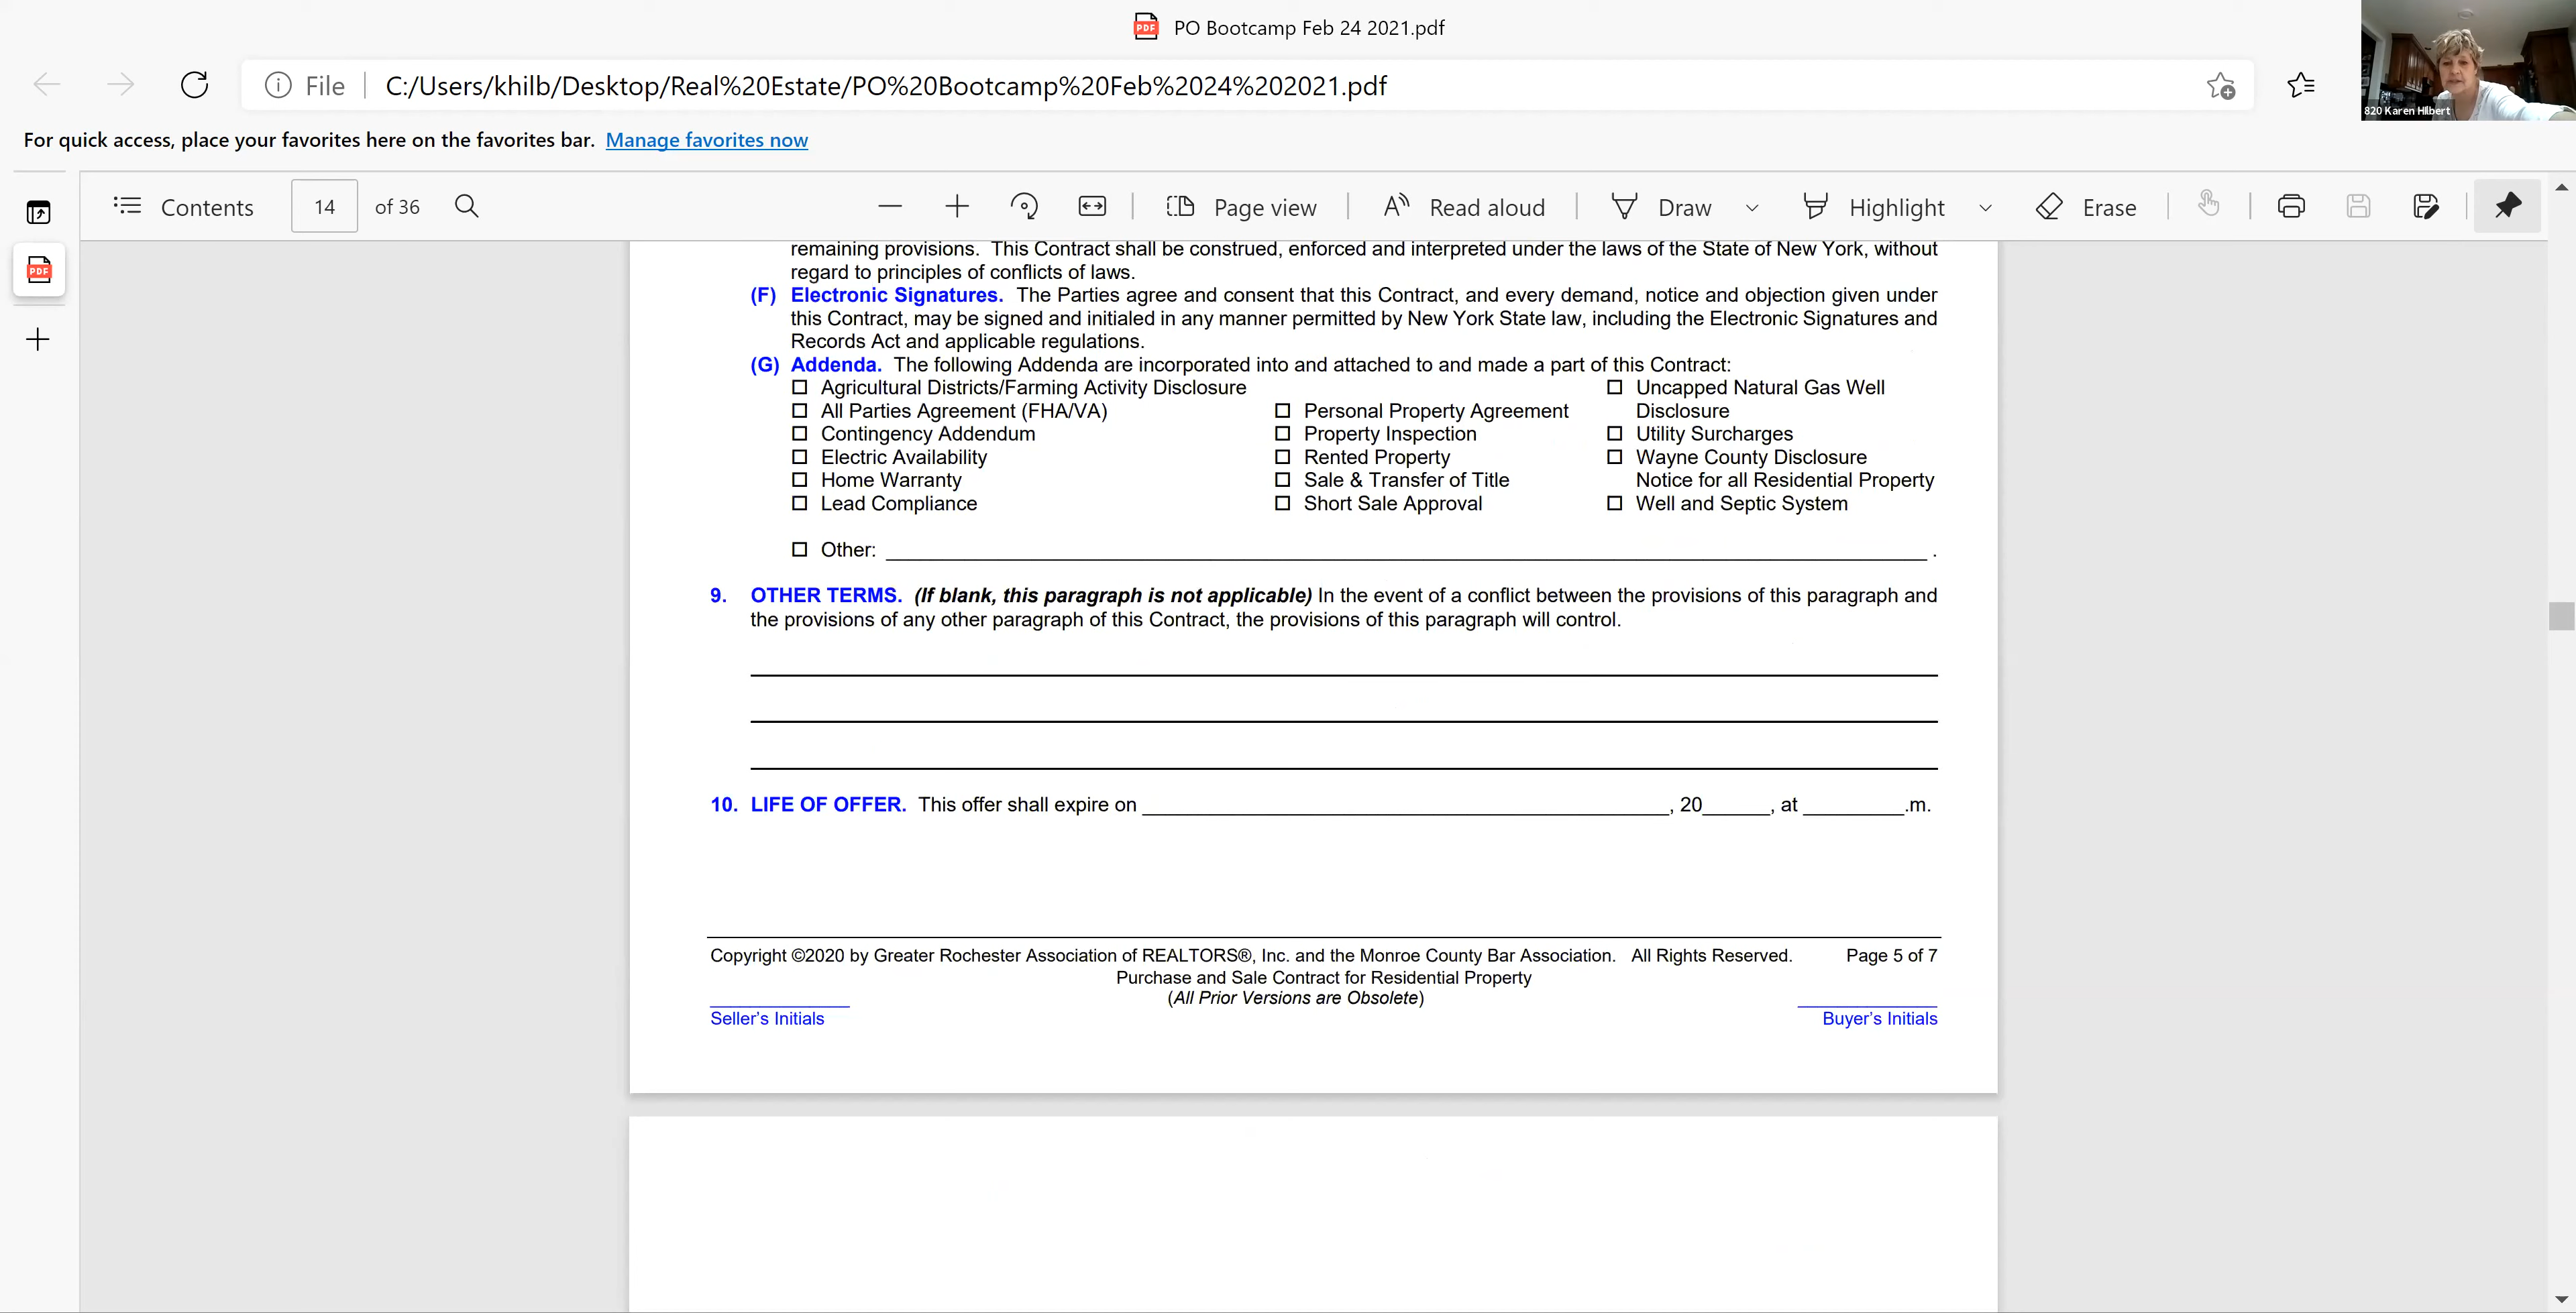 PO Bootcamp Feb 24 2021.pdf
File
C:/Users/khilb/Desktop/Real%20Estate/PO%20Bootcamp%20Feb%2024%202021.pdf
820 Karen Hilbert
For quick access, place your favorites here on the favorites bar. Manage favorites now
Contents 14 of 36 Page view Read aloud Draw Highlight Erase
PDF
remaining provisions. This Contract shall be construed, enforced and interpreted under the laws of the State of New York, without
regard to principles of conflicts of laws.
(F) Electronic Signatures. The Parties agree and consent that this Contract, and every demand, notice and objection given under
this Contract, may be signed and initialed in any manner permitted by New York State law, including the Electronic Signatures and
Records Act and applicable regulations.
(G) Addenda. The following Addenda are incorporated into and attached to and made a part of this Contract:
☐ Agricultural Districts/Farming Activity Disclosure ☐ Uncapped Natural Gas Well
☐ All Parties Agreement (FHA/VA) ☐ Personal Property Agreement Disclosure
☐ Contingency Addendum ☐ Property Inspection ☐ Utility Surcharges
☐ Electric Availability ☐ Rented Property ☐ Wayne County Disclosure
☐ Home Warranty ☐ Sale & Transfer of Title Notice for all Residential Property
☐ Lead Compliance ☐ Short Sale Approval ☐ Well and Septic System
☐ Other: ____________________ .
9. OTHER TERMS. (If blank, this paragraph is not applicable) In the event of a conflict between the provisions of this paragraph and
the provisions of any other paragraph of this Contract, the provisions of this paragraph will control.
10. LIFE OF OFFER. This offer shall expire on ____________________, 20______, at _________.m.
Copyright ©2020 by Greater Rochester Association of REALTORS®, Inc. and the Monroe County Bar Association. All Rights Reserved. Page 5 of 7
Purchase and Sale Contract for Residential Property
(All Prior Versions are Obsolete)
Seller's Initials Buyer's Initials